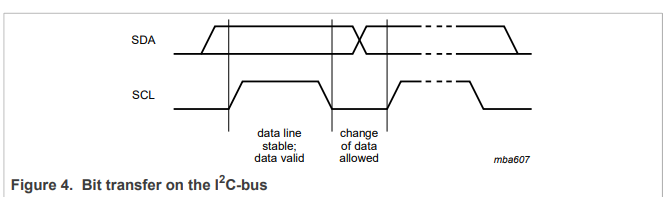 SDA
SCL
data line
stable;
data valid
change
of data
allowed
mba607
Figure 4. Bit transfer on the I²C-bus